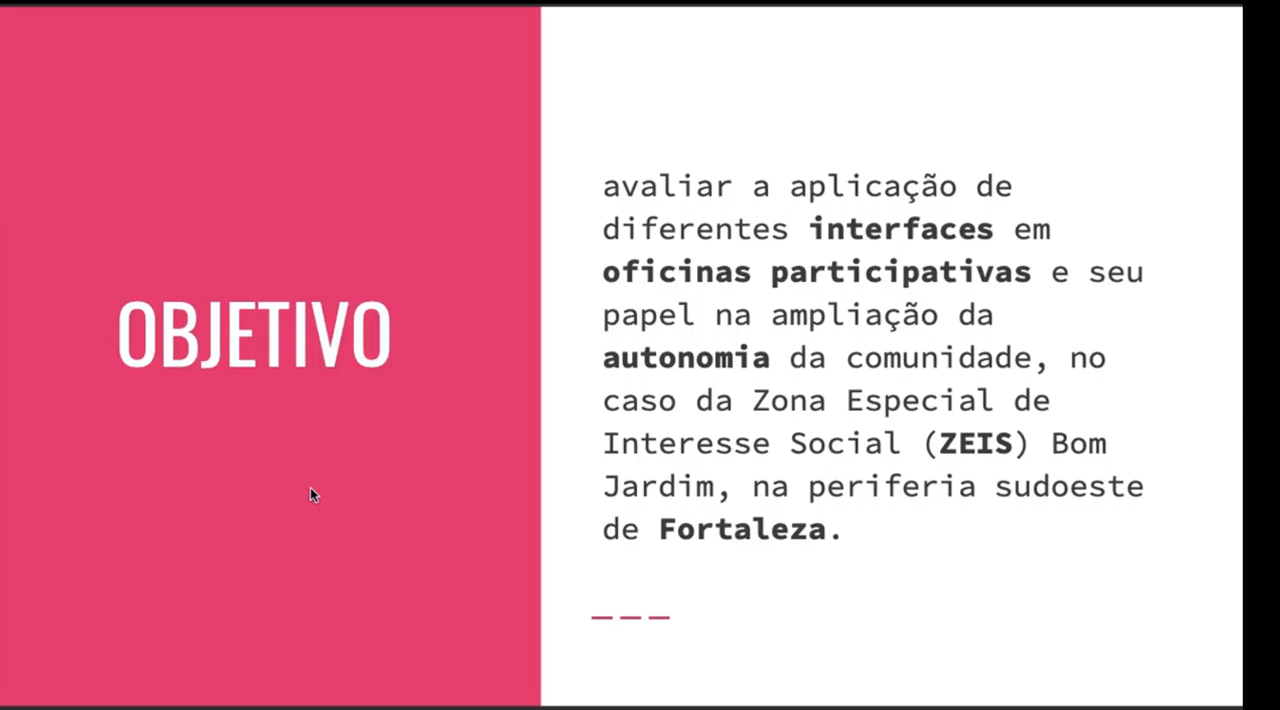 OBJETIVO
avaliar a aplicação de
diferentes interfaces em
oficinas participativas e seu
papel na ampliação da
autonomia da comunidade, no
caso da Zona Especial de
Interesse Social (ZEIS) Bom
Jardim, na periferia sudoeste
de Fortaleza.